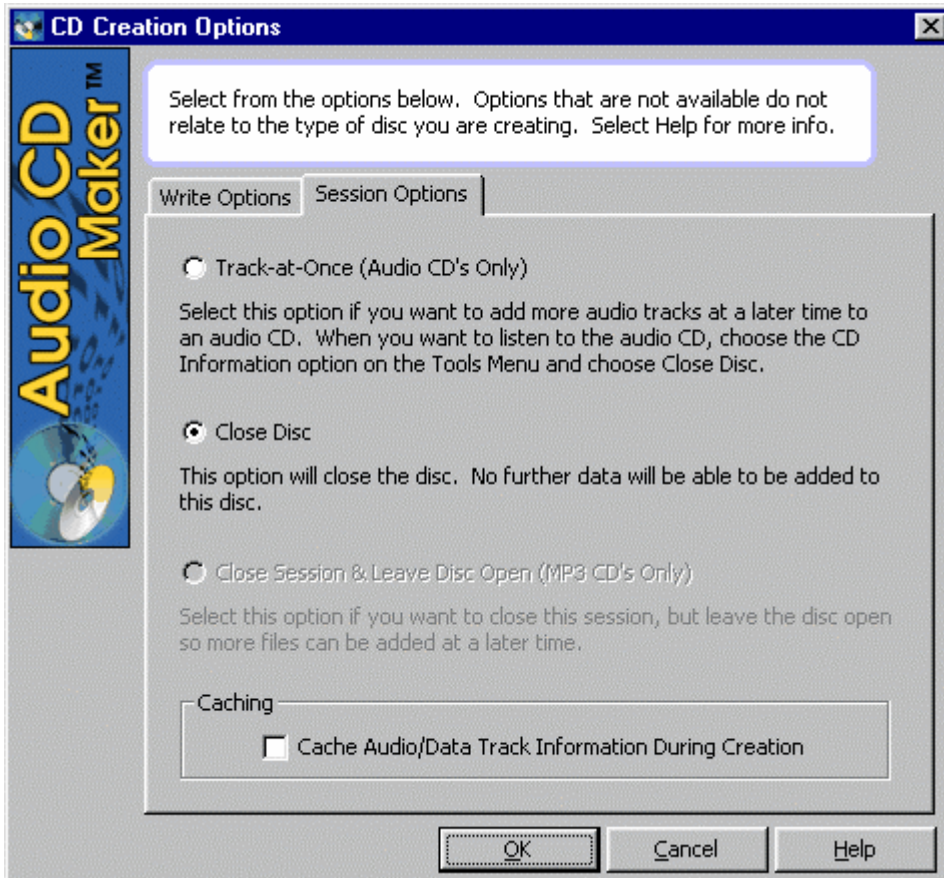 CD Creation Options
Audio CD
Maker™
Select from the options below.  Options that are not available do not
relate to the type of disc you are creating.  Select Help for more info.
Write Options
Session Options
Track-at-Once (Audio CD's Only)
Select this option if you want to add more audio tracks at a later time to
an audio CD.  When you want to listen to the audio CD, choose the CD
Information option on the Tools Menu and choose Close Disc.
Close Disc
This option will close the disc.  No further data will be able to be added to
this disc.
Close Session & Leave Disc Open (MP3 CD's Only)
Select this option if you want to close this session, but leave the disc open
so more files can be added at a later time.
Caching
Cache Audio/Data Track Information During Creation
OK
Cancel
Help